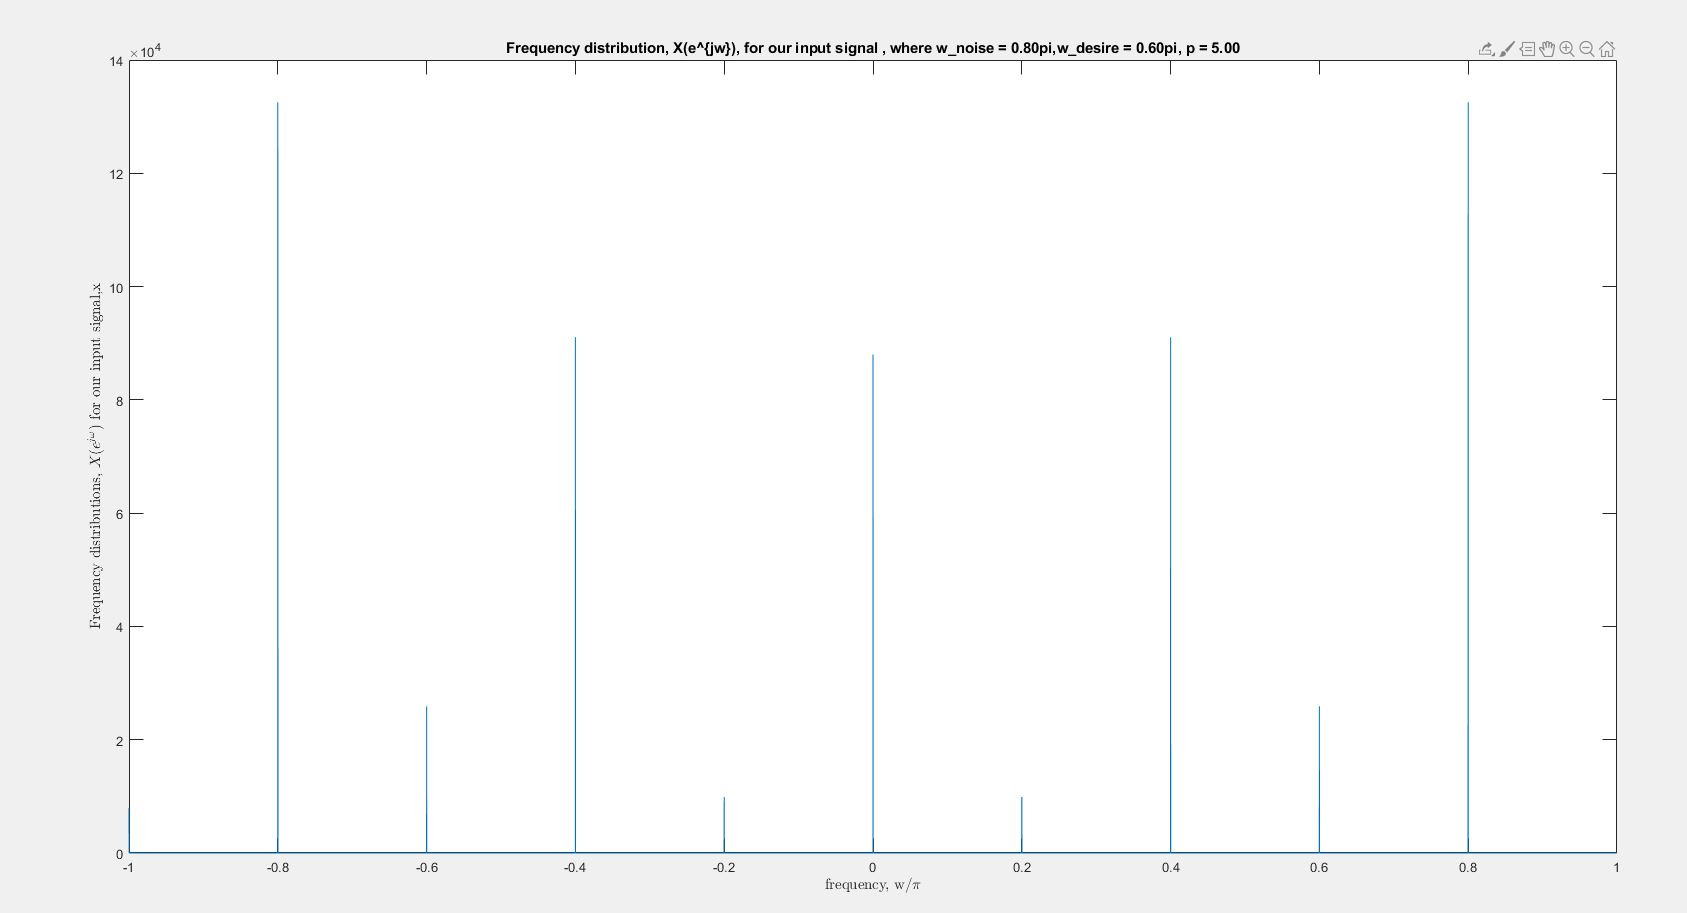 Frequency distribution, X(e^{jw}), for our input signal , where w_noise = 0.80pi,w_desire = 0.60pi, p = 5.00
×10⁴
14
12
10
8
6
4
2
0
Frequency distributions, X(e^{jω}) for our input signal,x
-1 -0.8 -0.6 -0.4 -0.2 0 0.2 0.4 0.6 0.8 1
frequency, w/π